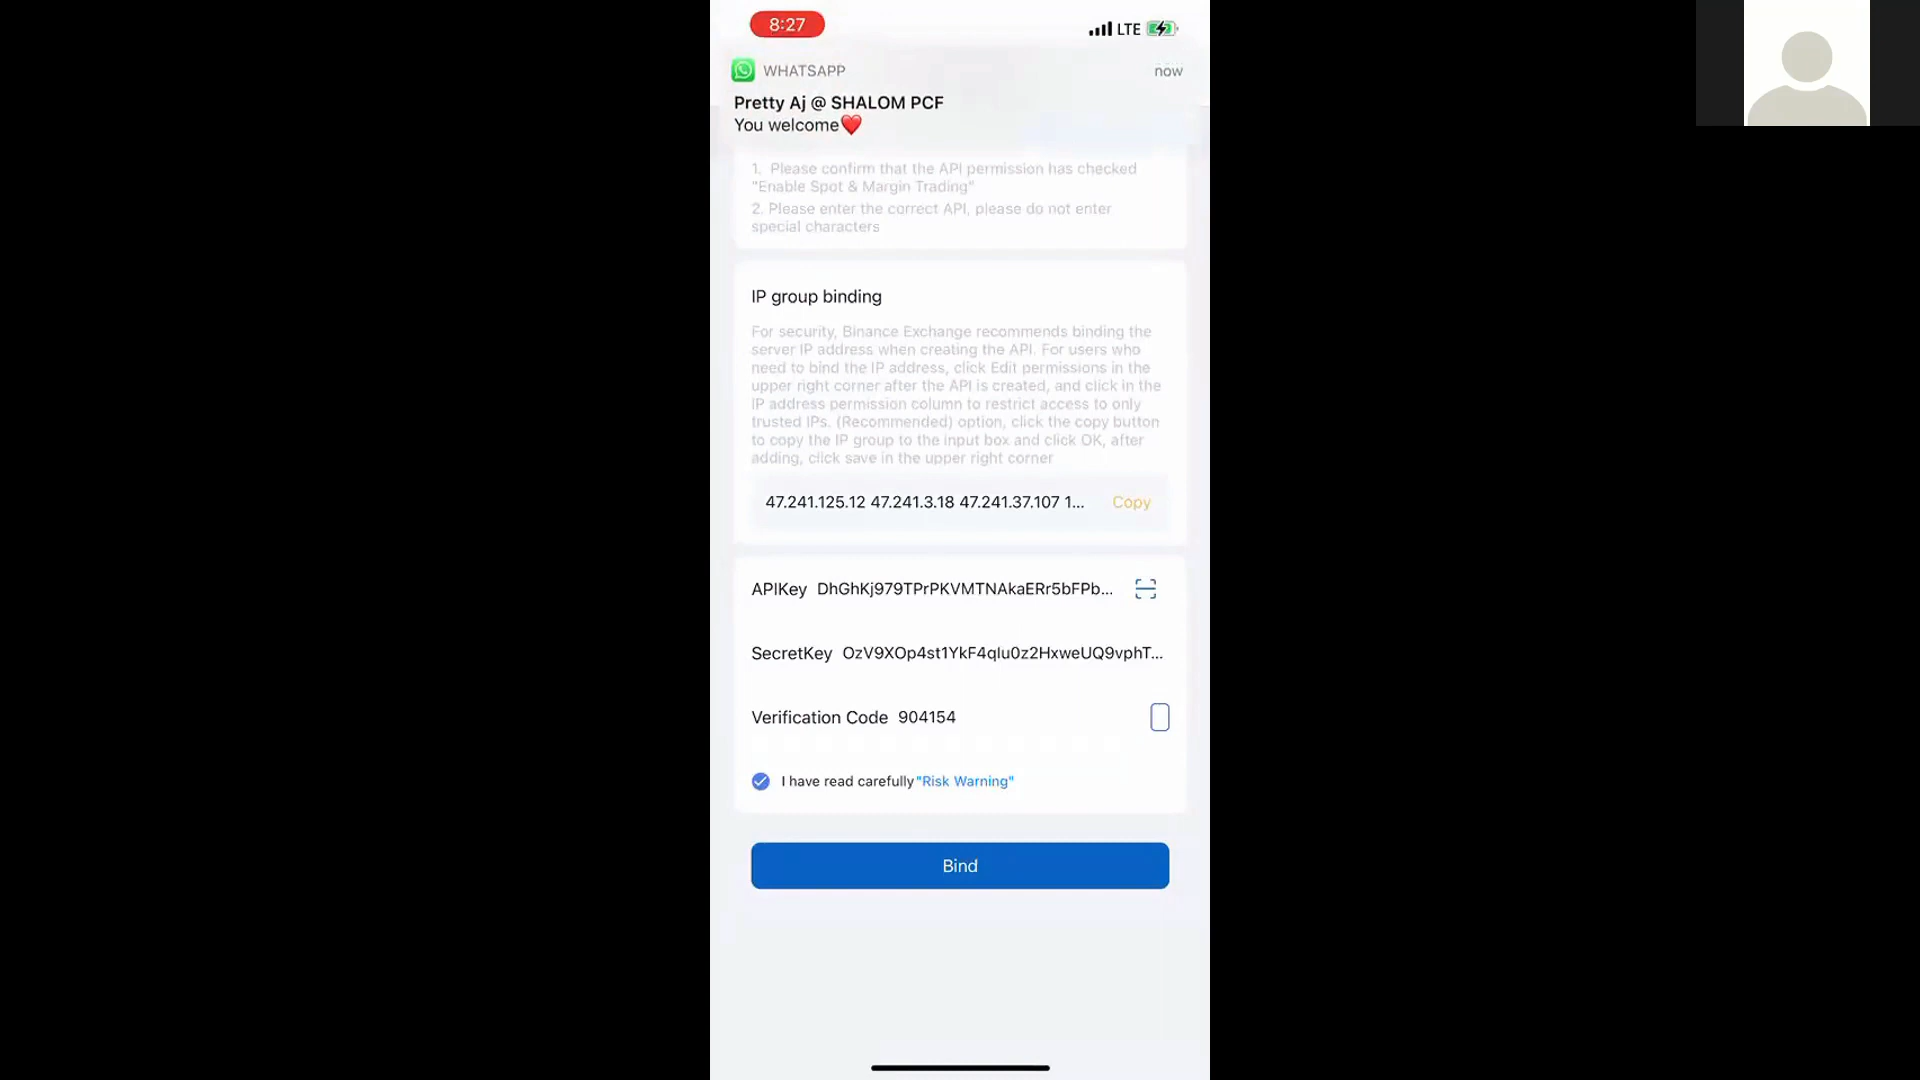 8:27
LTE
WHATSAPP
now
Pretty Aj @ SHALOM PCF
You welcome❤️
1. Please confirm that the API permission has checked
"Enable Spot & Margin Trading"
2. Please enter the correct API, please do not enter
special characters
IP group binding
For security, Binance Exchange recommends binding the
server IP address when creating the API. For users who
need to bind the IP address, click Edit permissions in the
upper right corner after the API is created, and click in the
IP address permission column to restrict access to only
trusted IPs. (Recommended) option, click the copy button
to copy the IP group to the input box and click OK, after
adding, click save in the upper right corner
47.241.125.12 47.241.3.18 47.241.37.107 1... Copy
APIKey DhGhKj979TPrPKVMTNAkaERr5bFPb...
SecretKey OzV9XOp4st1YkF4qlu0z2HxweUQ9vphT...
Verification Code 904154
I have read carefully"Risk Warning"
Bind